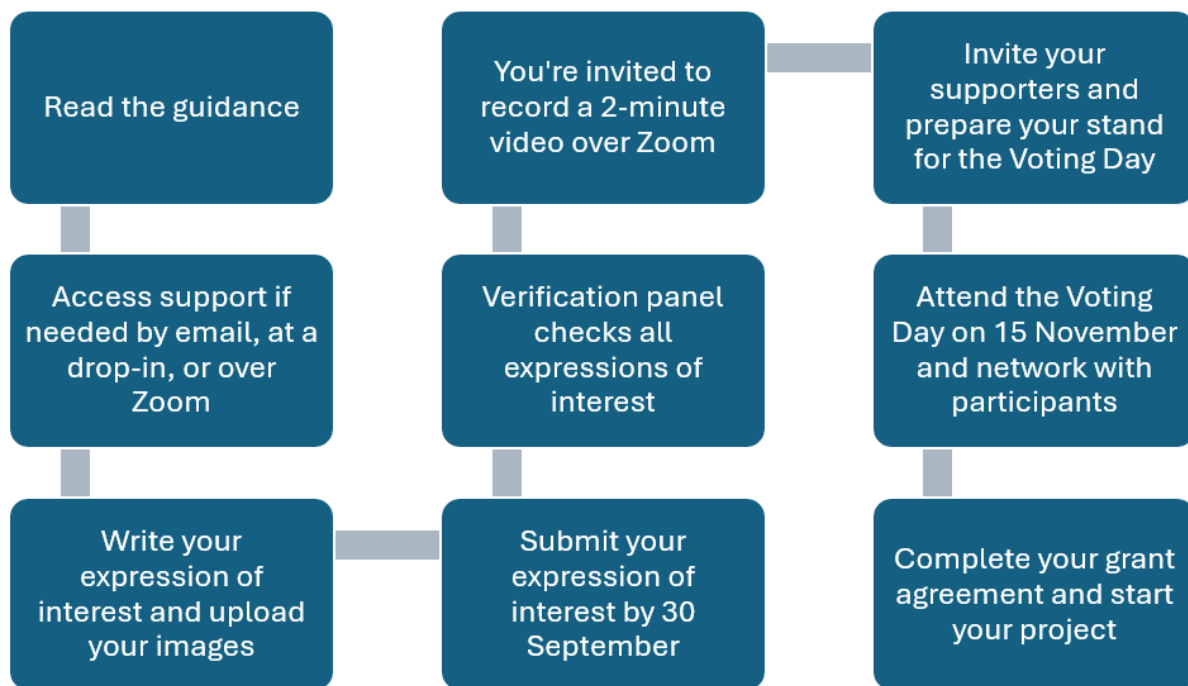 Read the guidance
Access support if
needed by email, at a
drop-in, or over
Zoom
Write your
expression of
interest and upload
your images
Submit your
expression of
interest by 30
September
Verification panel
checks all
expressions of
interest
You're invited to
record a 2-minute
video over Zoom
Invite your
supporters and
prepare your stand
for the Voting Day
Attend the Voting
Day on 15 November
and network with
participants
Complete your grant
agreement and start
your project